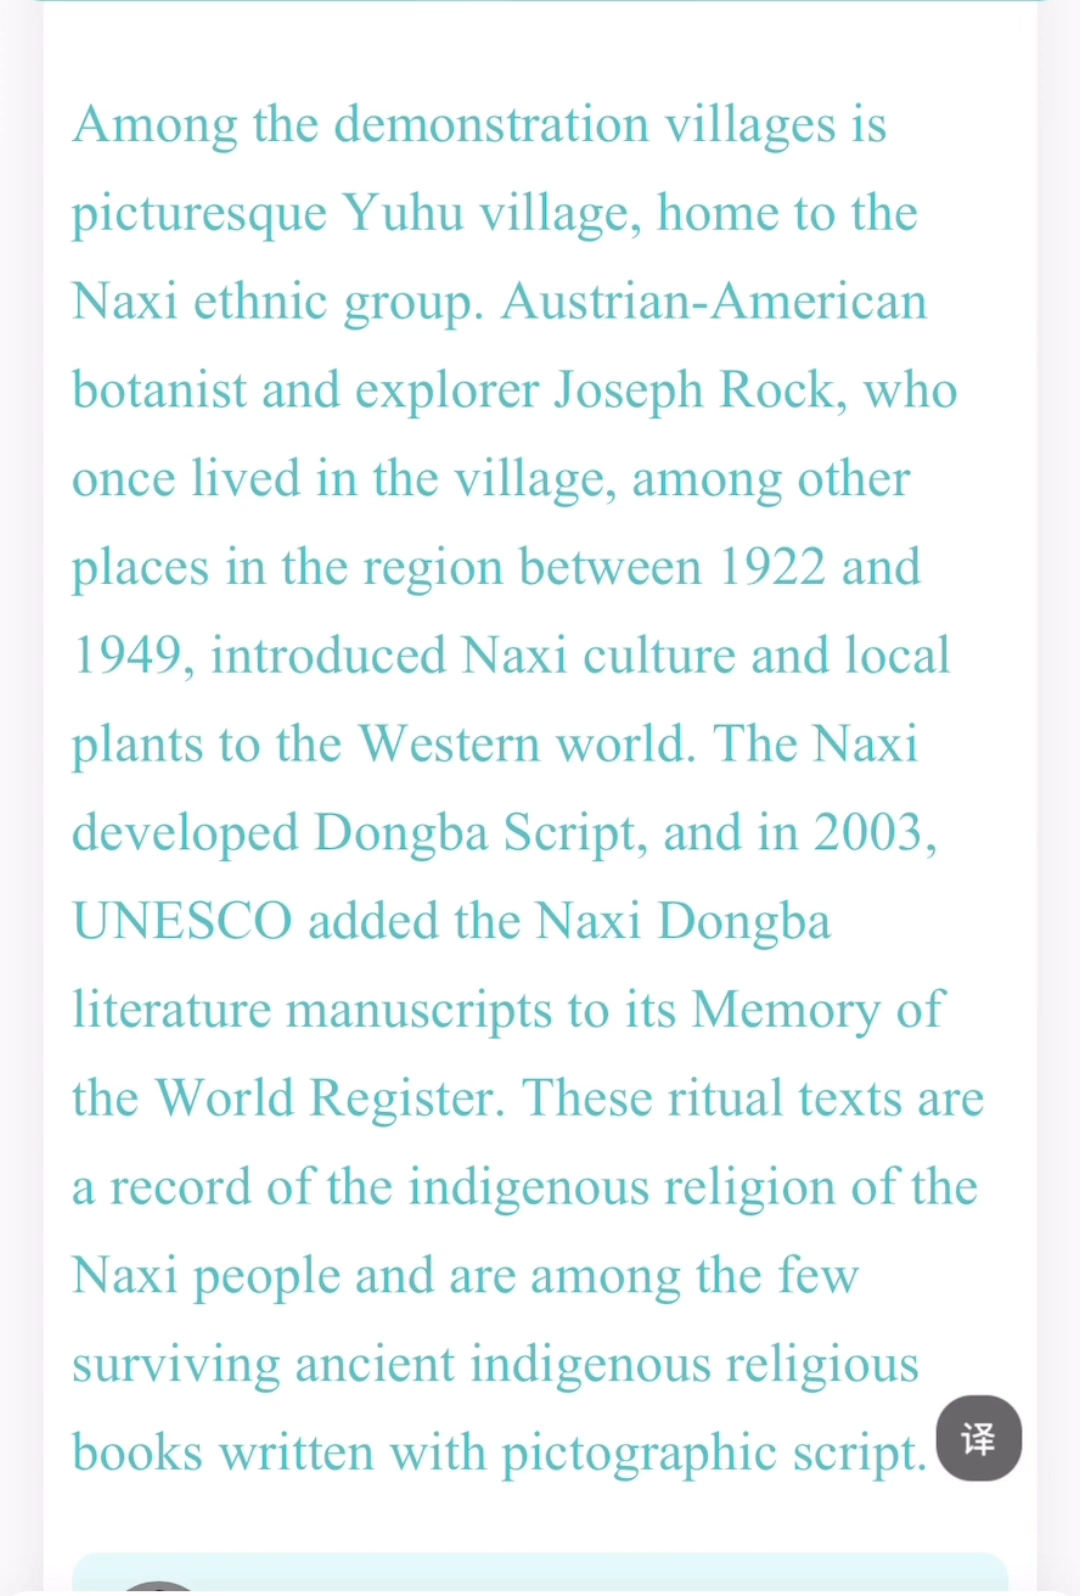 Among the demonstration villages is
picturesque Yuhu village, home to the
Naxi ethnic group. Austrian-American
botanist and explorer Joseph Rock, who
once lived in the village, among other
places in the region between 1922 and
1949, introduced Naxi culture and local
plants to the Western world. The Naxi
developed Dongba Script, and in 2003,
UNESCO added the Naxi Dongba
literature manuscripts to its Memory of
the World Register. These ritual texts are
a record of the indigenous religion of the
Naxi people and are among the few
surviving ancient indigenous religious
books written with pictographic script.
译